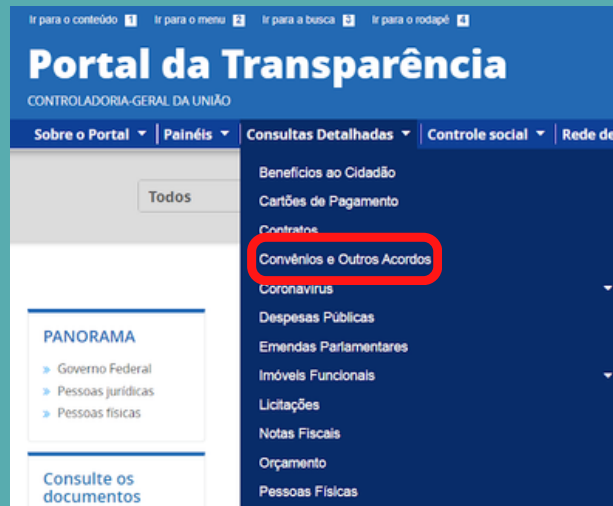 Ir para o conteúdo 1 Ir para o menu 2 Ir para a busca 3 Ir para o rodapé 4
Portal da Transparência
CONTROLADORIA-GERAL DA UNIÃO
Sobre o Portal Painéis Consultas Detalhadas Controle social Rede de
Todos
Benefícios ao Cidadão
Cartões de Pagamento
Contratos
Convênios e Outros Acordos
Coronavírus
Despesas Públicas
Emendas Parlamentares
Imóveis Funcionais
Licitações
Notas Fiscais
Orçamento
Pessoas Físicas
PANORAMA
» Governo Federal
» Pessoas jurídicas
» Pessoas físicas
Consulte os
documentos